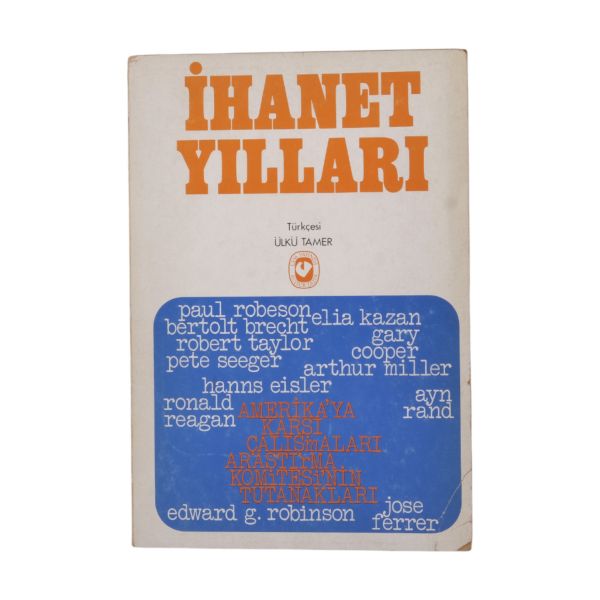 İHANET
YILLARI
Türkçesi
ÜLKÜ TAMER
paul robeson
elia kazan
bertolt brecht
gary
cooper
robert taylor
pete seeger
arthur miller
hanns eisler
ayn
rand
ronald
reagan
AMERİKA'YA
KARŞI
ÇALIŞmALARI
ARAŞTIrMA
KOMİTESİ'NİN
TUTANAKLARI
edward g. robinson
jose
ferrer